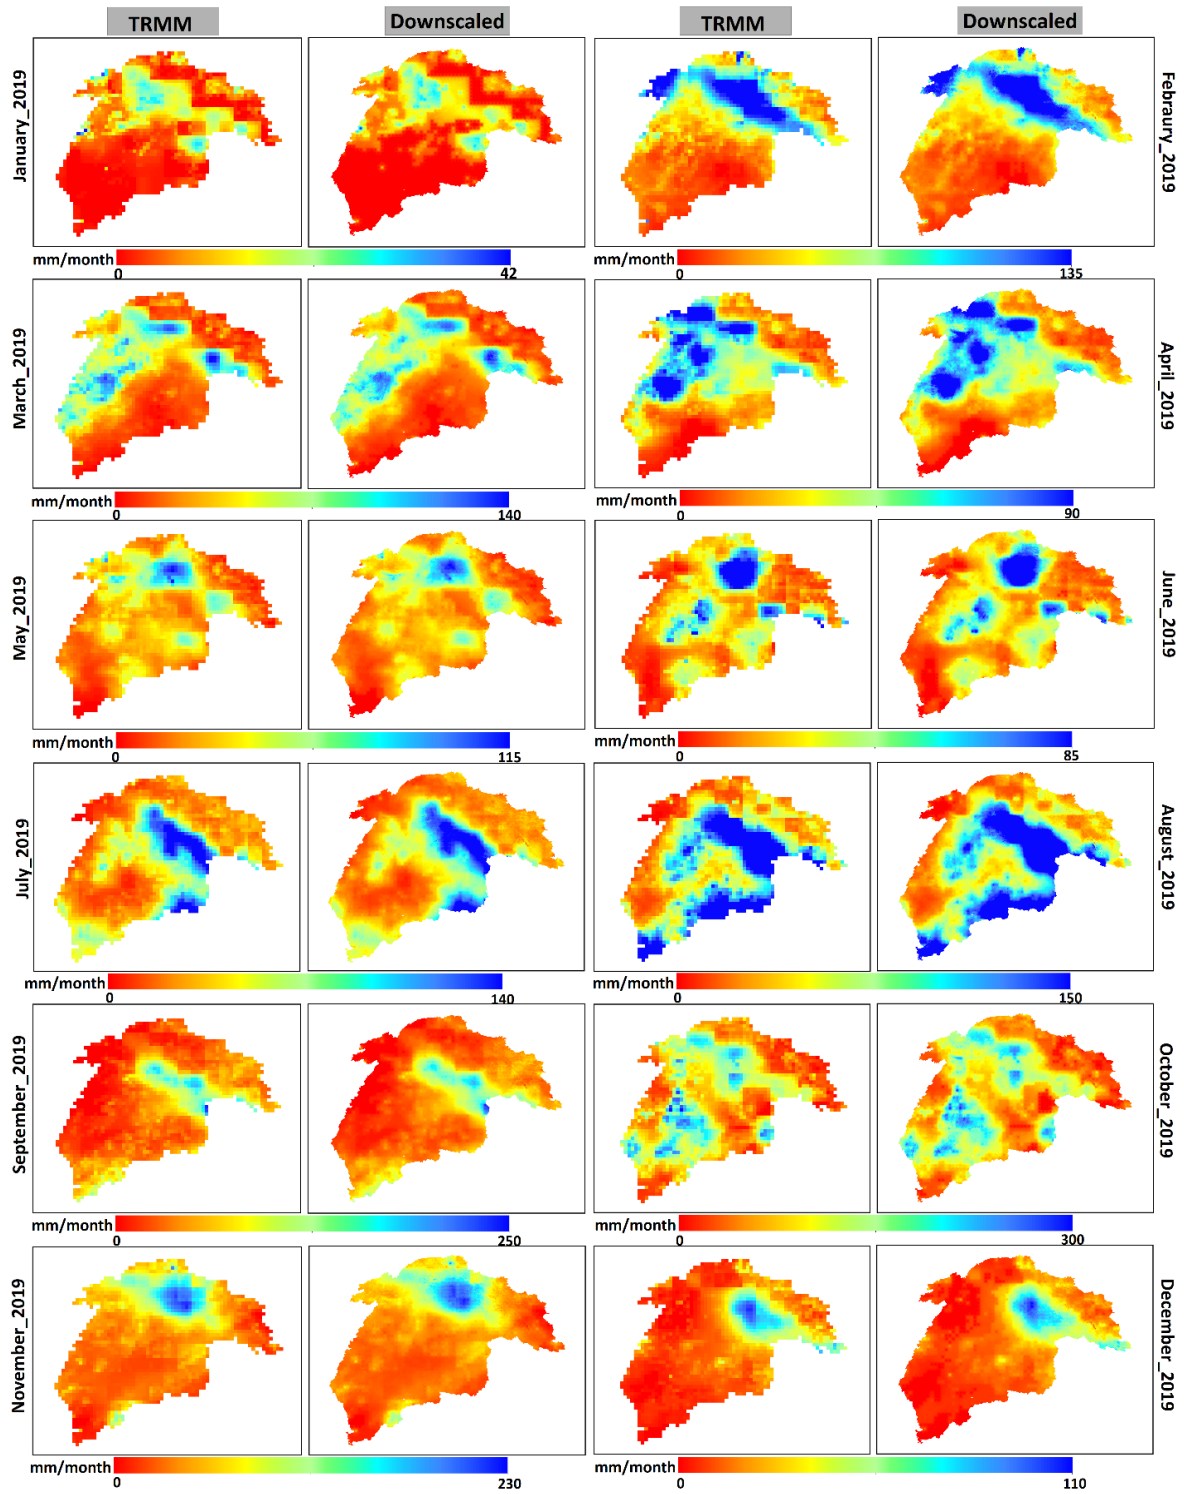 TRMM
Downscaled
TRMM
Downscaled
January_2019
Febraury_2019
mm/month
0
42
0
135
March_2019
April_2019
mm/month
0
140
mm/month
0
90
May_2019
June_2019
mm/month
0
115
mm/month
0
85
July_2019
August_2019
mm/month
0
140
mm/month
0
150
September_2019
October_2019
mm/month
0
250
mm/month
0
300
November_2019
December_2019
mm/month
0
230
mm/month
0
110
mm/month